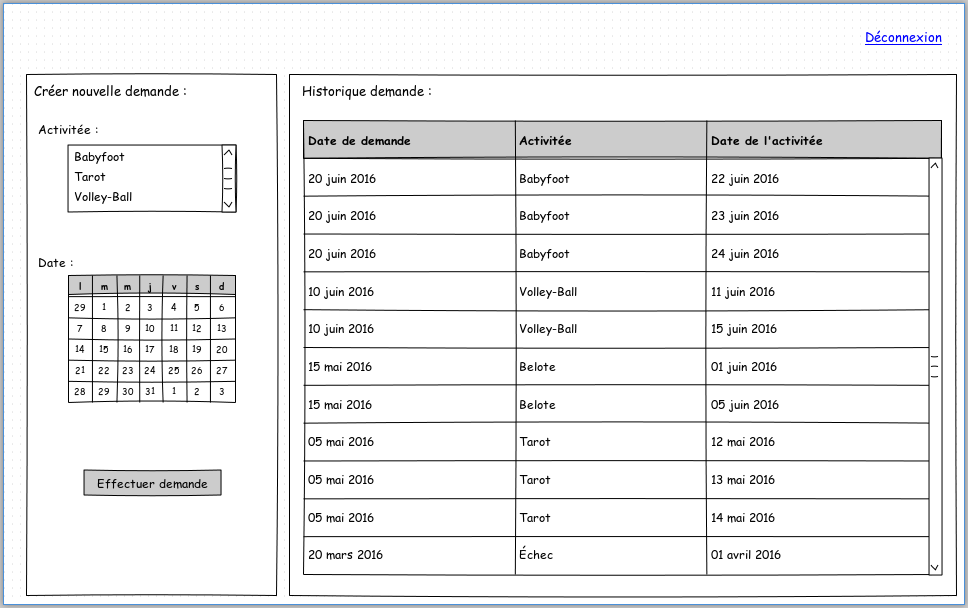 Déconnexion
Créer nouvelle demande :
Activitée :
Babyfoot
Tarot
Volley-Ball
Date :
l m m j v s d
29 1 2 3 4 5 6
7 8 9 10 11 12 13
14 15 16 17 18 19 20
21 22 23 24 25 26 27
28 29 30 31 1 2 3
Effectuer demande
Historique demande :
Date de demande Activitée Date de l'activitée
20 juin 2016 Babyfoot 22 juin 2016
20 juin 2016 Babyfoot 23 juin 2016
20 juin 2016 Babyfoot 24 juin 2016
10 juin 2016 Volley-Ball 11 juin 2016
10 juin 2016 Volley-Ball 15 juin 2016
15 mai 2016 Belote 01 juin 2016
15 mai 2016 Belote 05 juin 2016
05 mai 2016 Tarot 12 mai 2016
05 mai 2016 Tarot 13 mai 2016
05 mai 2016 Tarot 14 mai 2016
20 mars 2016 Échec 01 avril 2016